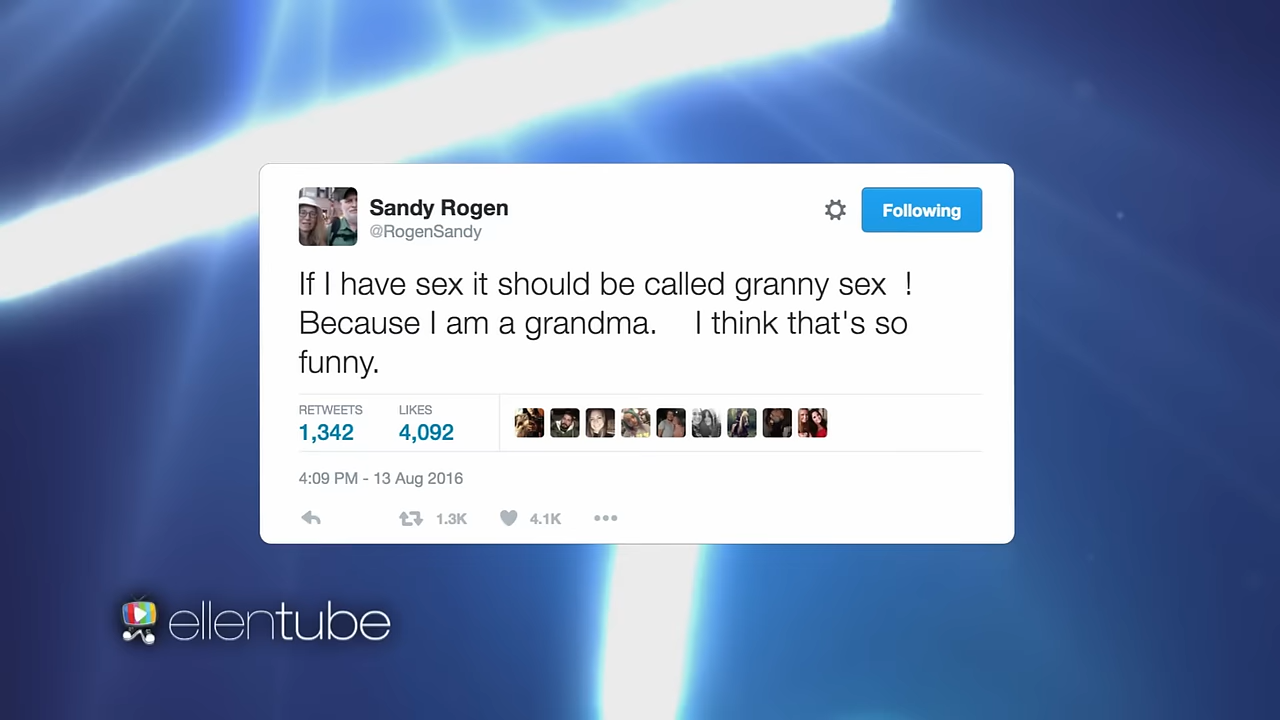 Sandy Rogen
@RogenSandy
Following
If I have sex it should be called granny sex  !
Because I am a grandma.    I think that's so
funny.
RETWEETS LIKES
1,342 4,092
4:09 PM - 13 Aug 2016
1.3K 4.1K
ellentube